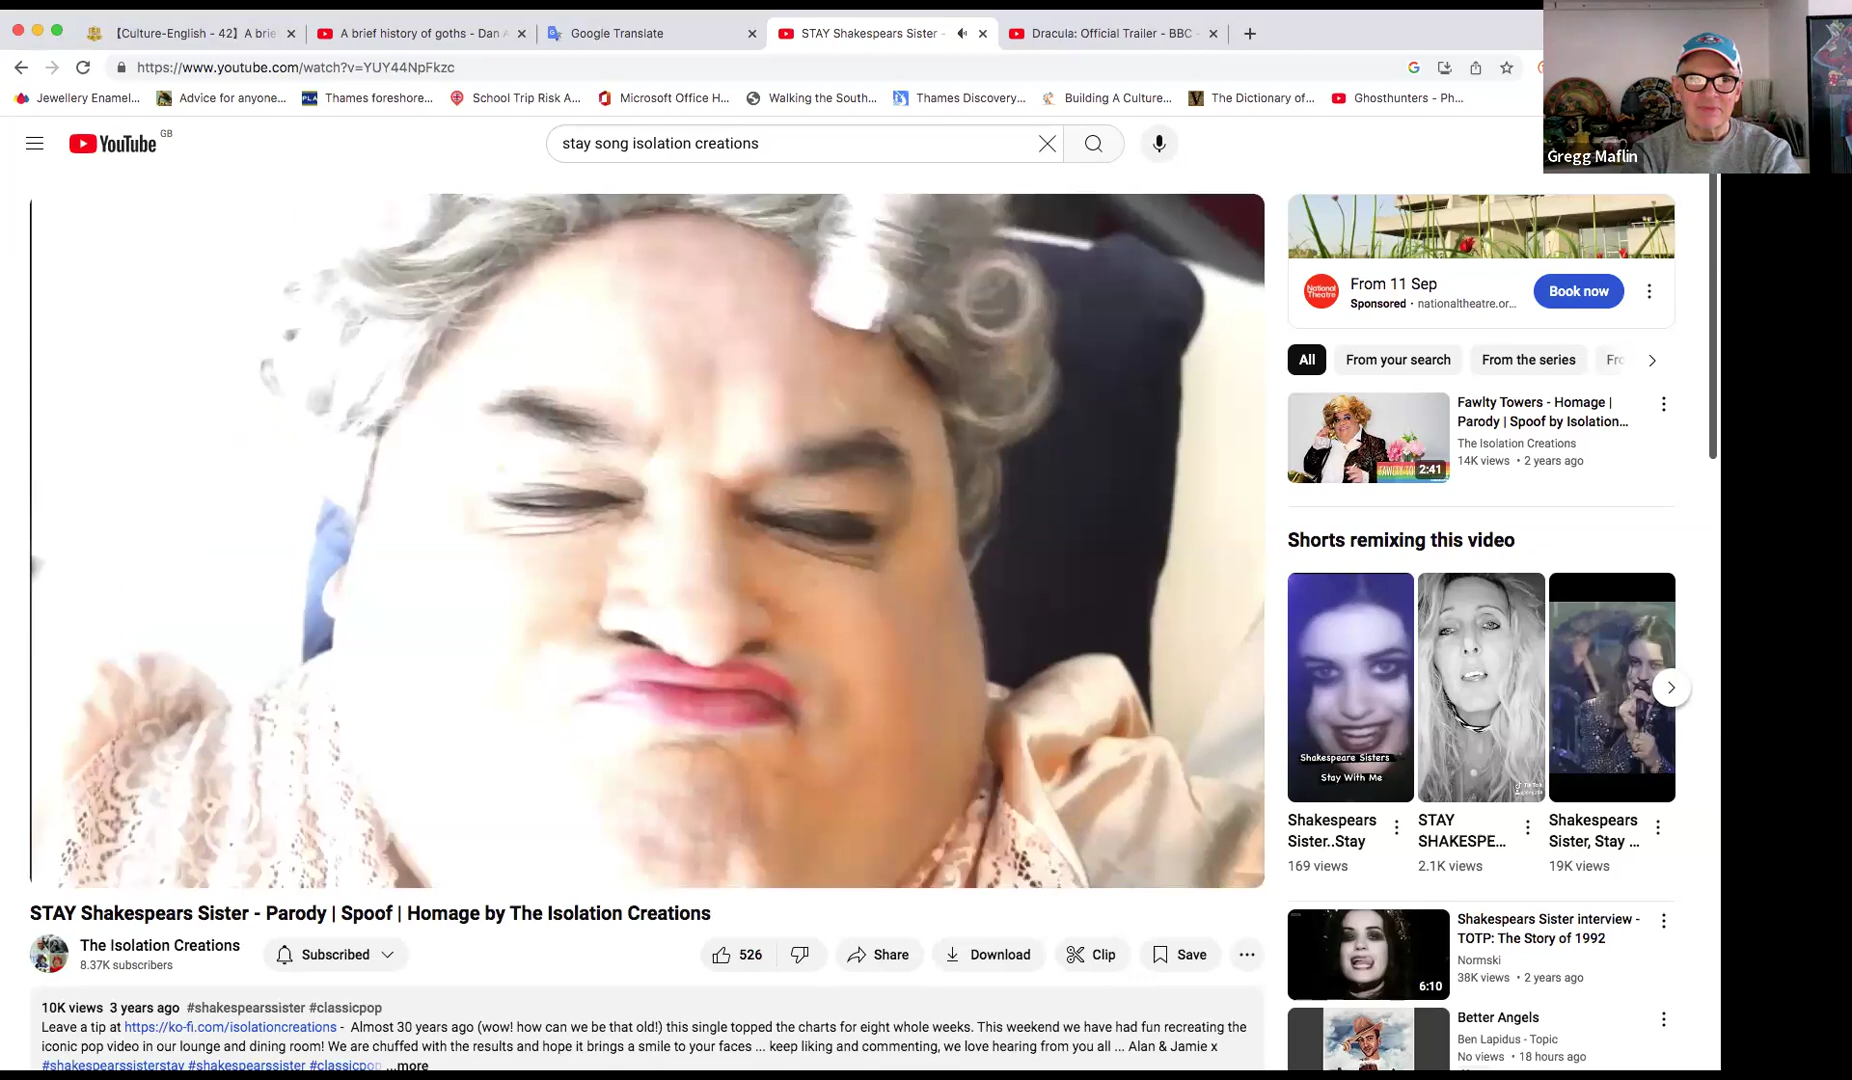 【Culture-English - 42】A brie
A brief history of goths - Dan A
Google Translate
STAY Shakespears Sister -
Dracula: Official Trailer - BBC -
https://www.youtube.com/watch?v=YUY44NpFkzc
Jewellery Enamel...
Advice for anyone...
PLA
Thames foreshore...
School Trip Risk A...
Microsoft Office H...
Walking the South...
Thames Discovery,...
Building A Culture...
The Dictionary of...
Ghosthunters - Ph...
Gregg Maflin
YouTube GB
stay song isolation creations
National Theatre
From 11 Sep
Sponsored • nationaltheatre.or...
Book now
All
From your search
From the series
Fro
Fawlty Towers - Homage |
Parody | Spoof by Isolation...
The Isolation Creations
14K views • 2 years ago
2:41
Shorts remixing this video
Shakespeare Sisters
Stay With Me
Shakespears
Sister..Stay
169 views
STAY
SHAKESPE...
2.1K views
Shakespears
Sister, Stay ...
19K views
STAY Shakespears Sister - Parody | Spoof | Homage by The Isolation Creations
The Isolation Creations
8.37K subscribers
Subscribed
526
Share
Download
Clip
Save
10K views 3 years ago #shakespearssister #classicpop
Leave a tip at https://ko-fi.com/isolationcreations - Almost 30 years ago (wow! how can we be that old!) this single topped the charts for eight whole weeks. This weekend we have had fun recreating the
iconic pop video in our lounge and dining room! We are chuffed with the results and hope it brings a smile to your faces ... keep liking and commenting, we love hearing from you all ... Alan & Jamie x
#shakespearssisterstay #shakespearssister #classicpop ...more
Shakespears Sister interview -
TOTP: The Story of 1992
Normski
38K views • 2 years ago
6:10
Better Angels
Ben Lapidus - Topic
No views • 18 hours ago